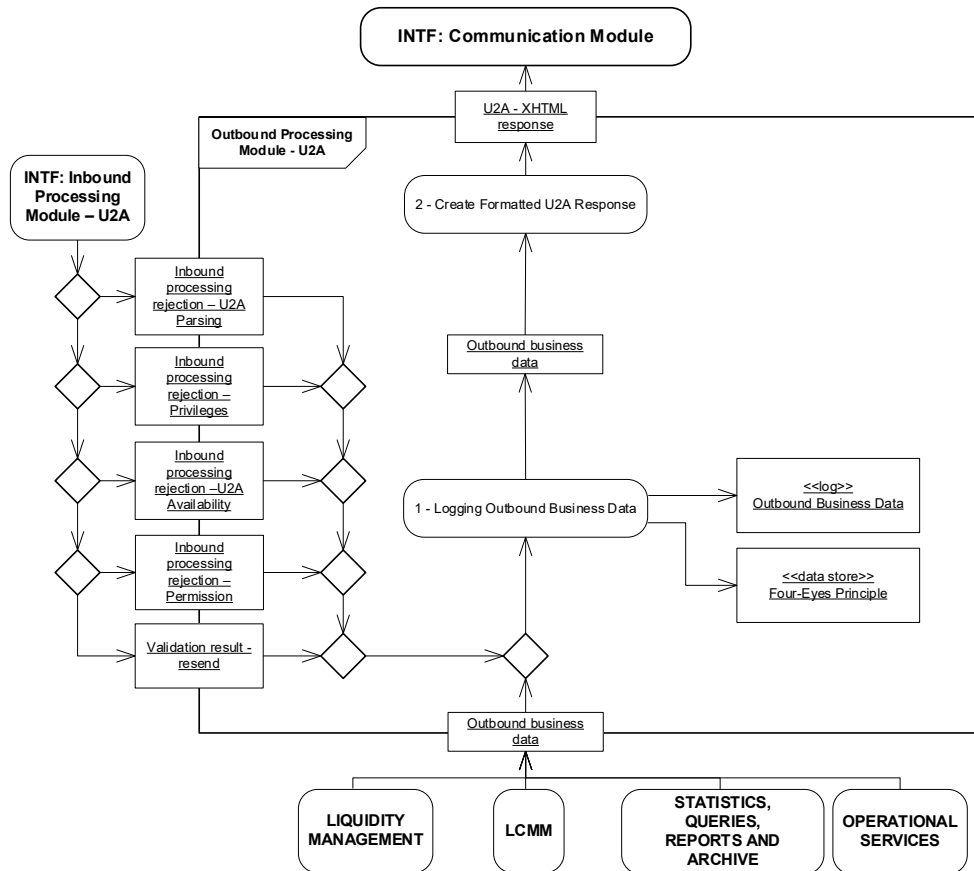 INTF: Communication Module
U2A - XHTML
response
Outbound Processing
Module - U2A
INTF: Inbound
Processing
Module – U2A
2 - Create Formatted U2A Response
Inbound
processing
rejection – U2A
Parsing
Outbound business
data
Inbound
processing
rejection –
Privileges
Inbound
processing
rejection –U2A
Availability
1 - Logging Outbound Business Data
<<log>>
Outbound Business Data
Inbound
processing
rejection –
Permission
<<data store>>
Four-Eyes Principle
Validation result -
resend
Outbound business
data
LIQUIDITY
MANAGEMENT
LCMM
STATISTICS,
QUERIES,
REPORTS AND
ARCHIVE
OPERATIONAL
SERVICES